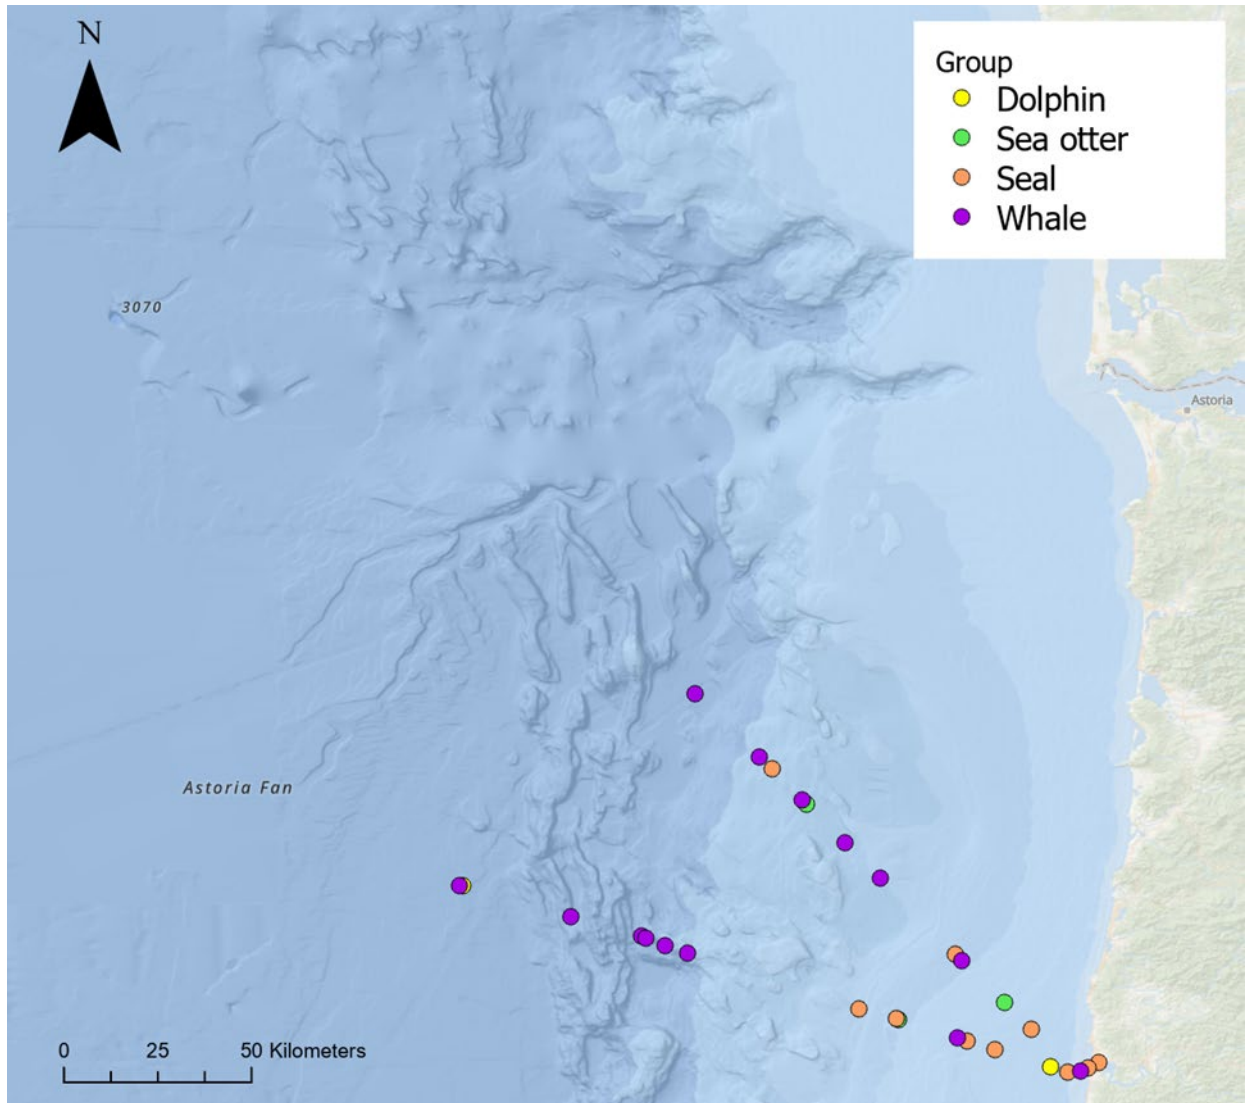 N
Group
Dolphin
Sea otter
Seal
Whale
3070
Astoria
Astoria Fan
0 25 50 Kilometers